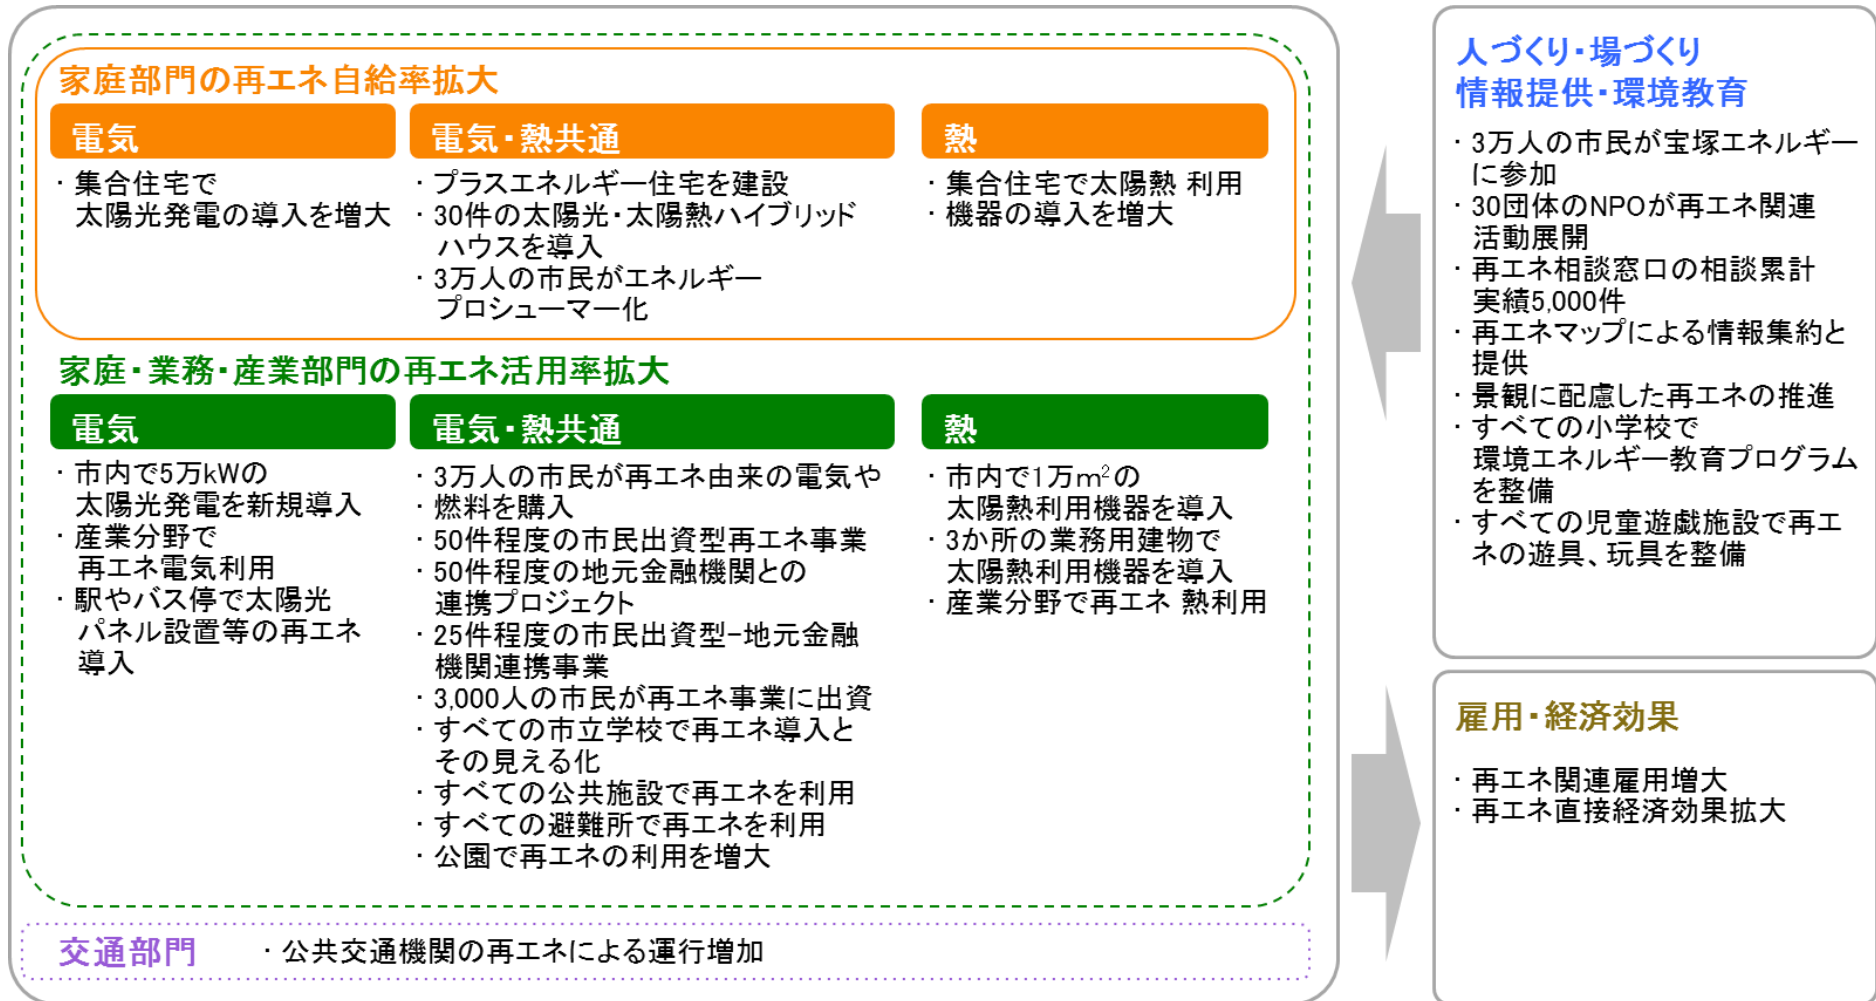 家庭部門の再エネ自給率拡大
電気
・集合住宅で
太陽光発電の導入を増大
電気・熱共通
・プラスエネルギー住宅を建設
・30件の太陽光・太陽熱ハイブリッド
ハウスを導入
・3万人の市民がエネルギー
プロシューマー化
熱
・集合住宅で太陽熱 利用
・機器の導入を増大
家庭・業務・産業部門の再エネ活用率拡大
電気
・市内で5万kWの
太陽光発電を新規導入
・産業分野で
再エネ電気利用
・駅やバス停で太陽光
パネル設置等の再エネ
導入
電気・熱共通
・3万人の市民が再エネ由来の電気や
・燃料を購入
・50件程度の市民出資型再エネ事業
・50件程度の地元金融機関との
連携プロジェクト
・25件程度の市民出資型-地元金融
機関連携事業
・3,000人の市民が再エネ事業に出資
・すべての市立学校で再エネ導入と
その見える化
・すべての公共施設で再エネを利用
・すべての避難所で再エネを利用
・公園で再エネの利用を増大
熱
・市内で1万m²の
太陽熱利用機器を導入
・3か所の業務用建物で
太陽熱利用機器を導入
・産業分野で再エネ 熱利用
交通部門
・公共交通機関の再エネによる運行増加
人づくり・場づくり
情報提供・環境教育
・3万人の市民が宝塚エネルギー
に参加
・30団体のNPOが再エネ関連
活動展開
・再エネ相談窓口の相談累計
実績5,000件
・再エネマップによる情報集約と
提供
・景観に配慮した再エネの推進
・すべての小学校で
環境エネルギー教育プログラム
を整備
・すべての児童遊戯施設で再エ
ネの遊具、玩具を整備
雇用・経済効果
・再エネ関連雇用増大
・再エネ直接経済効果拡大